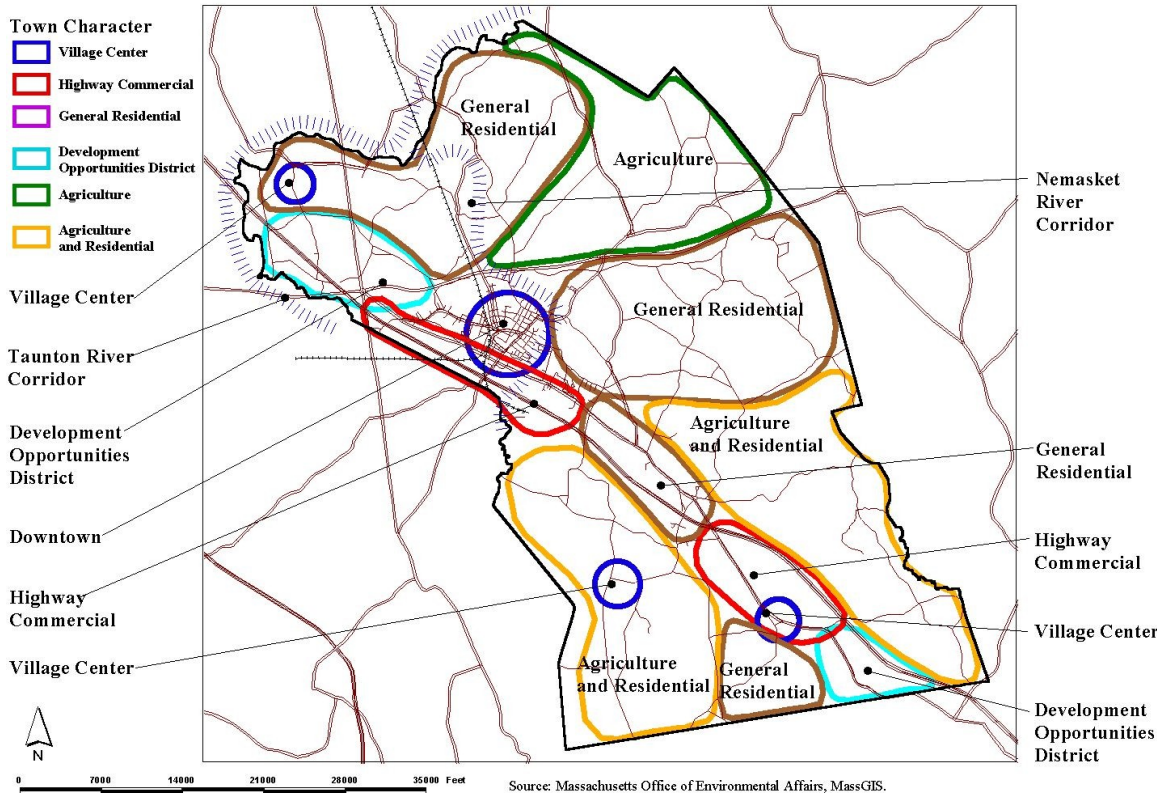 Town Character
Village Center
Highway Commercial
General Residential
Development
Opportunities District
Agriculture
Agriculture
and Residential
Village Center
Taunton River
Corridor
Development
Opportunities
District
Downtown
Highway
Commercial
Village Center
General
Residential
Agriculture
General Residential
Agriculture
and Residential
Agriculture
and Residential
General
Residential
Nemasket
River
Corridor
General
Residential
Highway
Commercial
Village Center
Development
Opportunities
District
N
0 7000 14000 21000 28000 35000 Feet
Source: Massachusetts Office of Environmental Affairs, MassGIS.